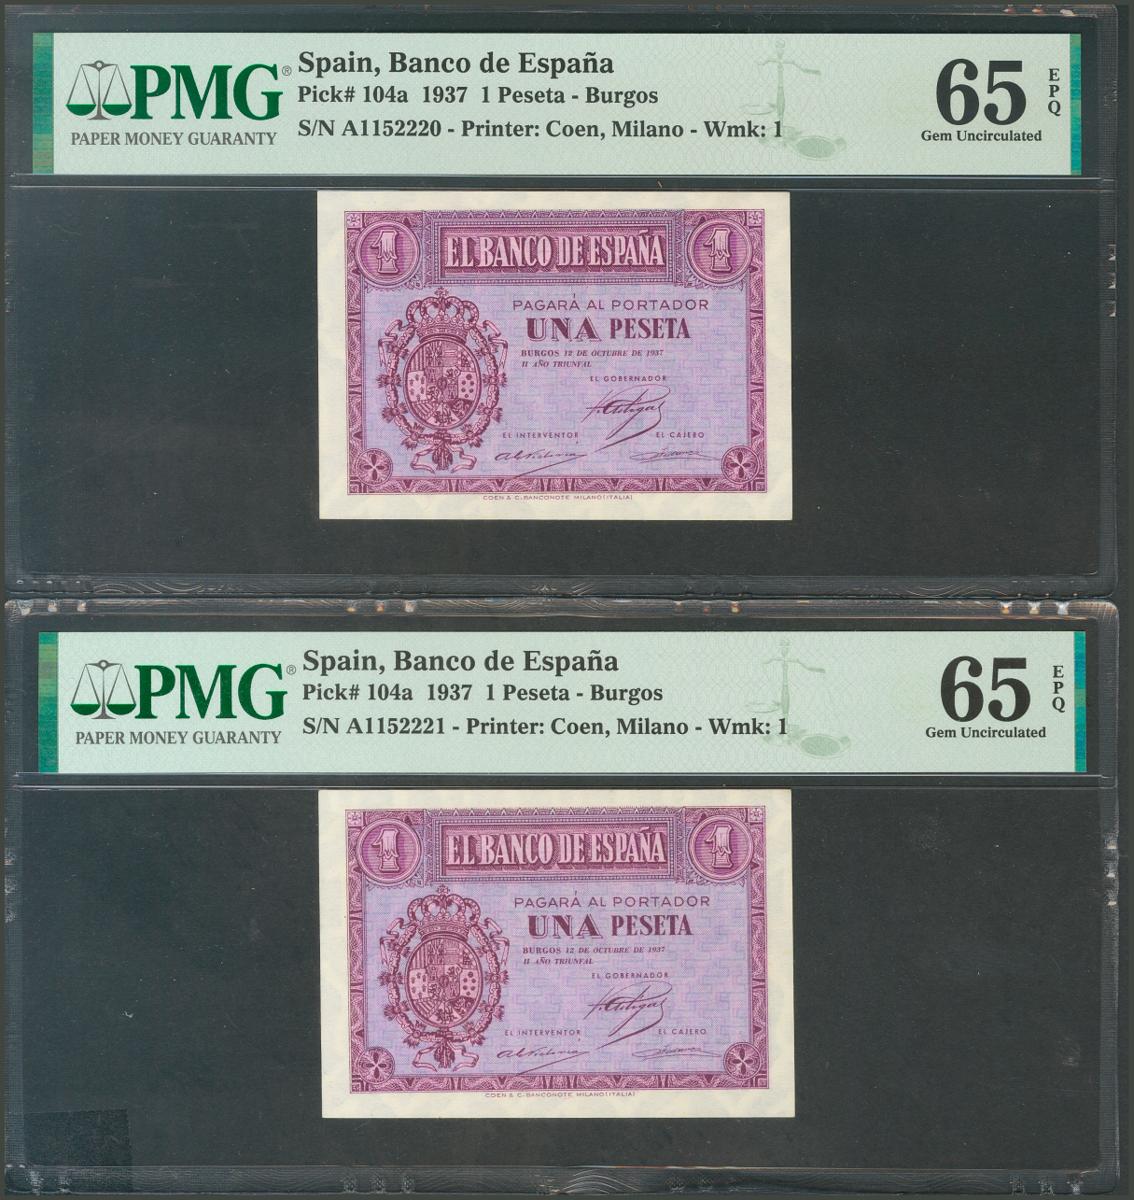 PMG®
PAPER MONEY GUARANTY
Spain, Banco de España
Pick# 104a 1937 1 Peseta - Burgos
S/N A1152220 - Printer: Coen, Milano - Wmk: 1
65 EPQ
Gem Uncirculated
1 EL BANCO DE ESPAÑA 1
PAGARÁ AL PORTADOR
UNA PESETA
BURGOS 12 DE OCTUBRE DE 1937
II AÑO TRIUNFAL
EL GOBERNADOR
EL INTERVENTOR EL CAJERO
COEN & C. BANCONOTE MILANO (ITALIA)
PMG®
PAPER MONEY GUARANTY
Spain, Banco de España
Pick# 104a 1937 1 Peseta - Burgos
S/N A1152221 - Printer: Coen, Milano - Wmk: 1
65 EPQ
Gem Uncirculated
1 EL BANCO DE ESPAÑA 1
PAGARÁ AL PORTADOR
UNA PESETA
BURGOS 12 DE OCTUBRE DE 1937
II AÑO TRIUNFAL
EL GOBERNADOR
EL INTERVENTOR EL CAJERO
COEN & C. BANCONOTE MILANO (ITALIA)